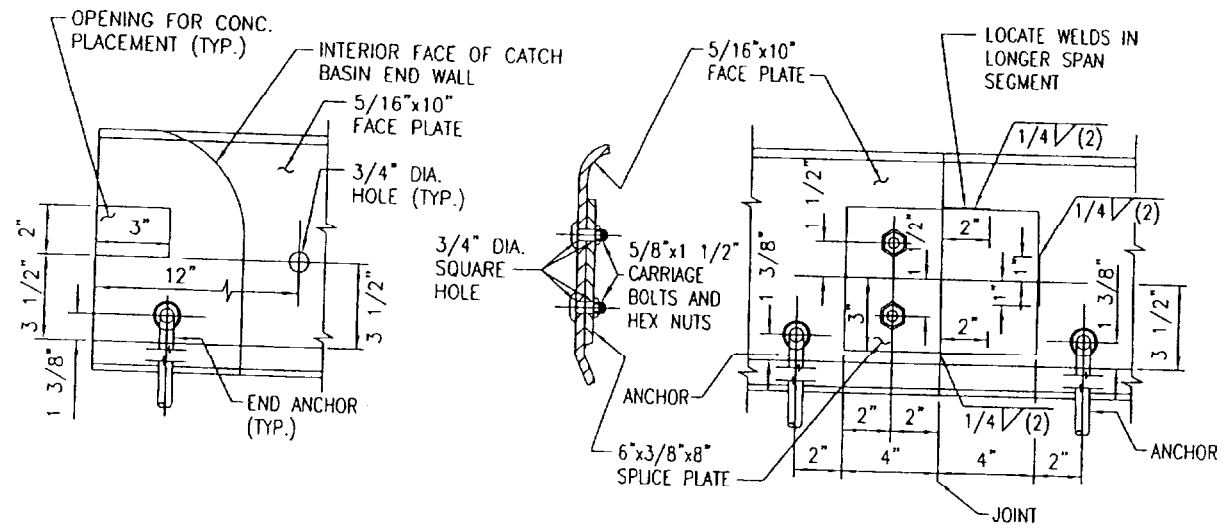 OPENING FOR CONC.
PLACEMENT (TYP.)
INTERIOR FACE OF CATCH
BASIN END WALL
5/16"x10"
FACE PLATE
3/4" DIA.
HOLE (TYP.)
2"
3"
3 1/2"
12"
3 1/2"
1 3/8"
END ANCHOR
(TYP.)
5/16"x10"
FACE PLATE
3/4" DIA.
SQUARE
HOLE
5/8"x1 1/2"
CARRIAGE
BOLTS AND
HEX NUTS
6"x3/8"x8"
SPLICE PLATE
LOCATE WELDS IN
LONGER SPAN
SEGMENT
1/4 (2)
1/4 (2)
1 1/2"
2"
1 1/2"
1"
1 3/8"
1"
3"
2"
1 3/8"
3 1/2"
ANCHOR
1/4 (2)
2"
2"
2"
4"
4"
2"
ANCHOR
JOINT